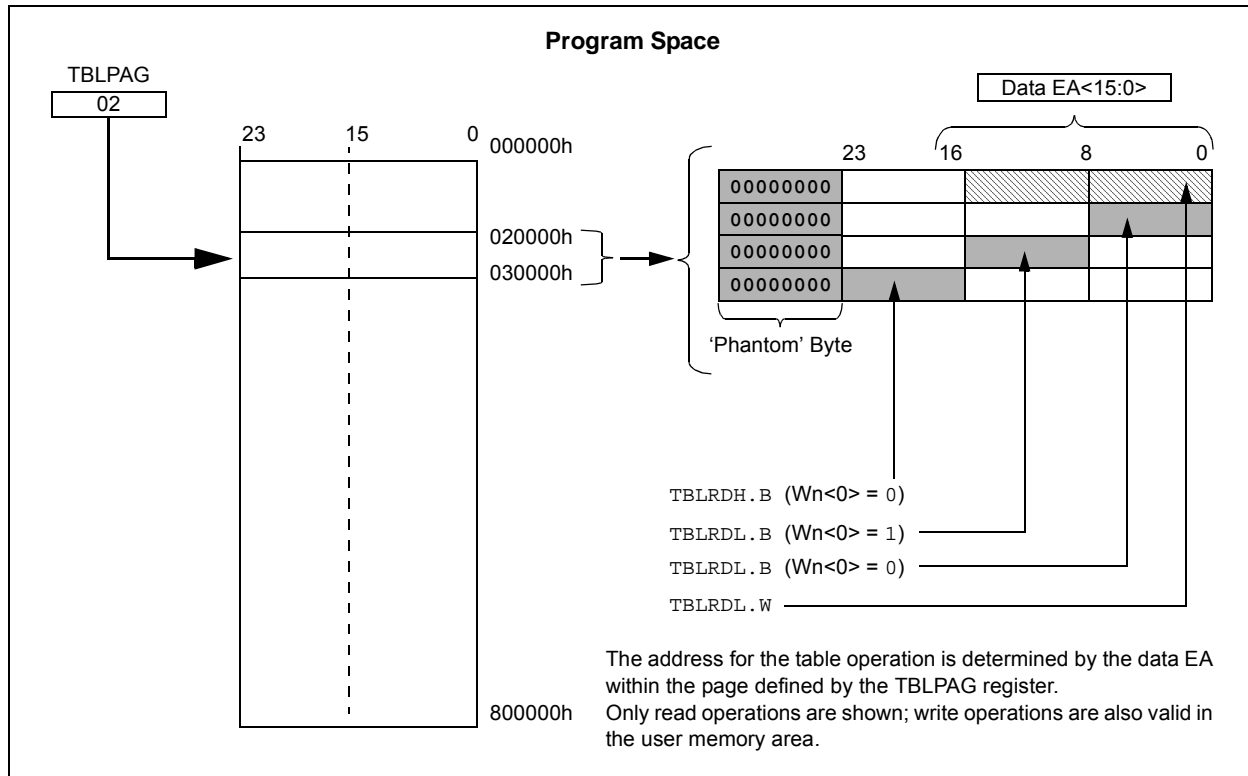 Program Space
TBLPAG
02
Data EA<15:0>
23 15 0
000000h
23 16 8 0
00000000
00000000
020000h
00000000
030000h
00000000
‘Phantom’ Byte
TBLRDH.B (Wn<0> = 0)
TBLRDL.B (Wn<0> = 1)
TBLRDL.B (Wn<0> = 0)
TBLRDL.W
The address for the table operation is determined by the data EA
within the page defined by the TBLPAG register.
Only read operations are shown; write operations are also valid in
the user memory area.
800000h